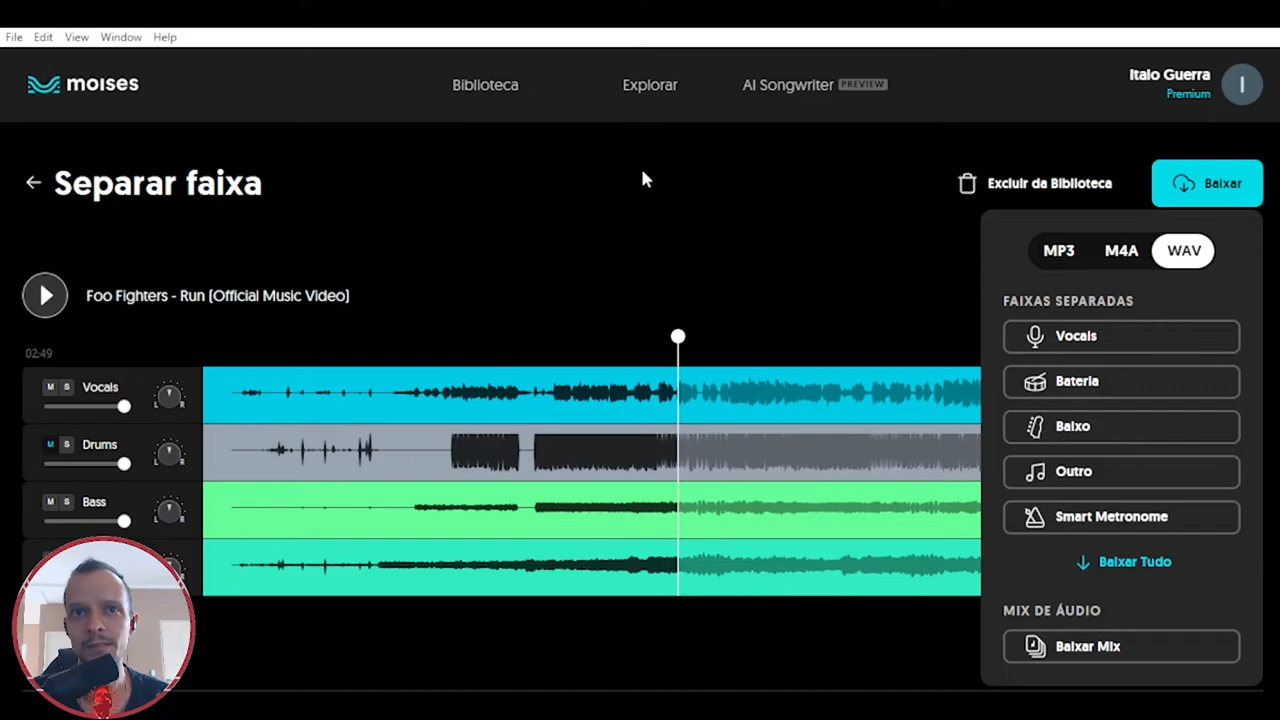 File Edit View Window Help
moises
Biblioteca Explorar AI Songwriter PREVIEW
Italo Guerra
Premium
I
Separar faixa
Excluir da Biblioteca
Baixar
MP3 M4A WAV
Foo Fighters - Run (Official Music Video)
FAIXAS SEPARADAS
Vocais
02:49
M S Vocals
L R
Bateria
M S Drums
L R
Baixo
M S Bass
L R
Outro
Smart Metronome
Baixar Tudo
MIX DE ÁUDIO
Baixar Mix